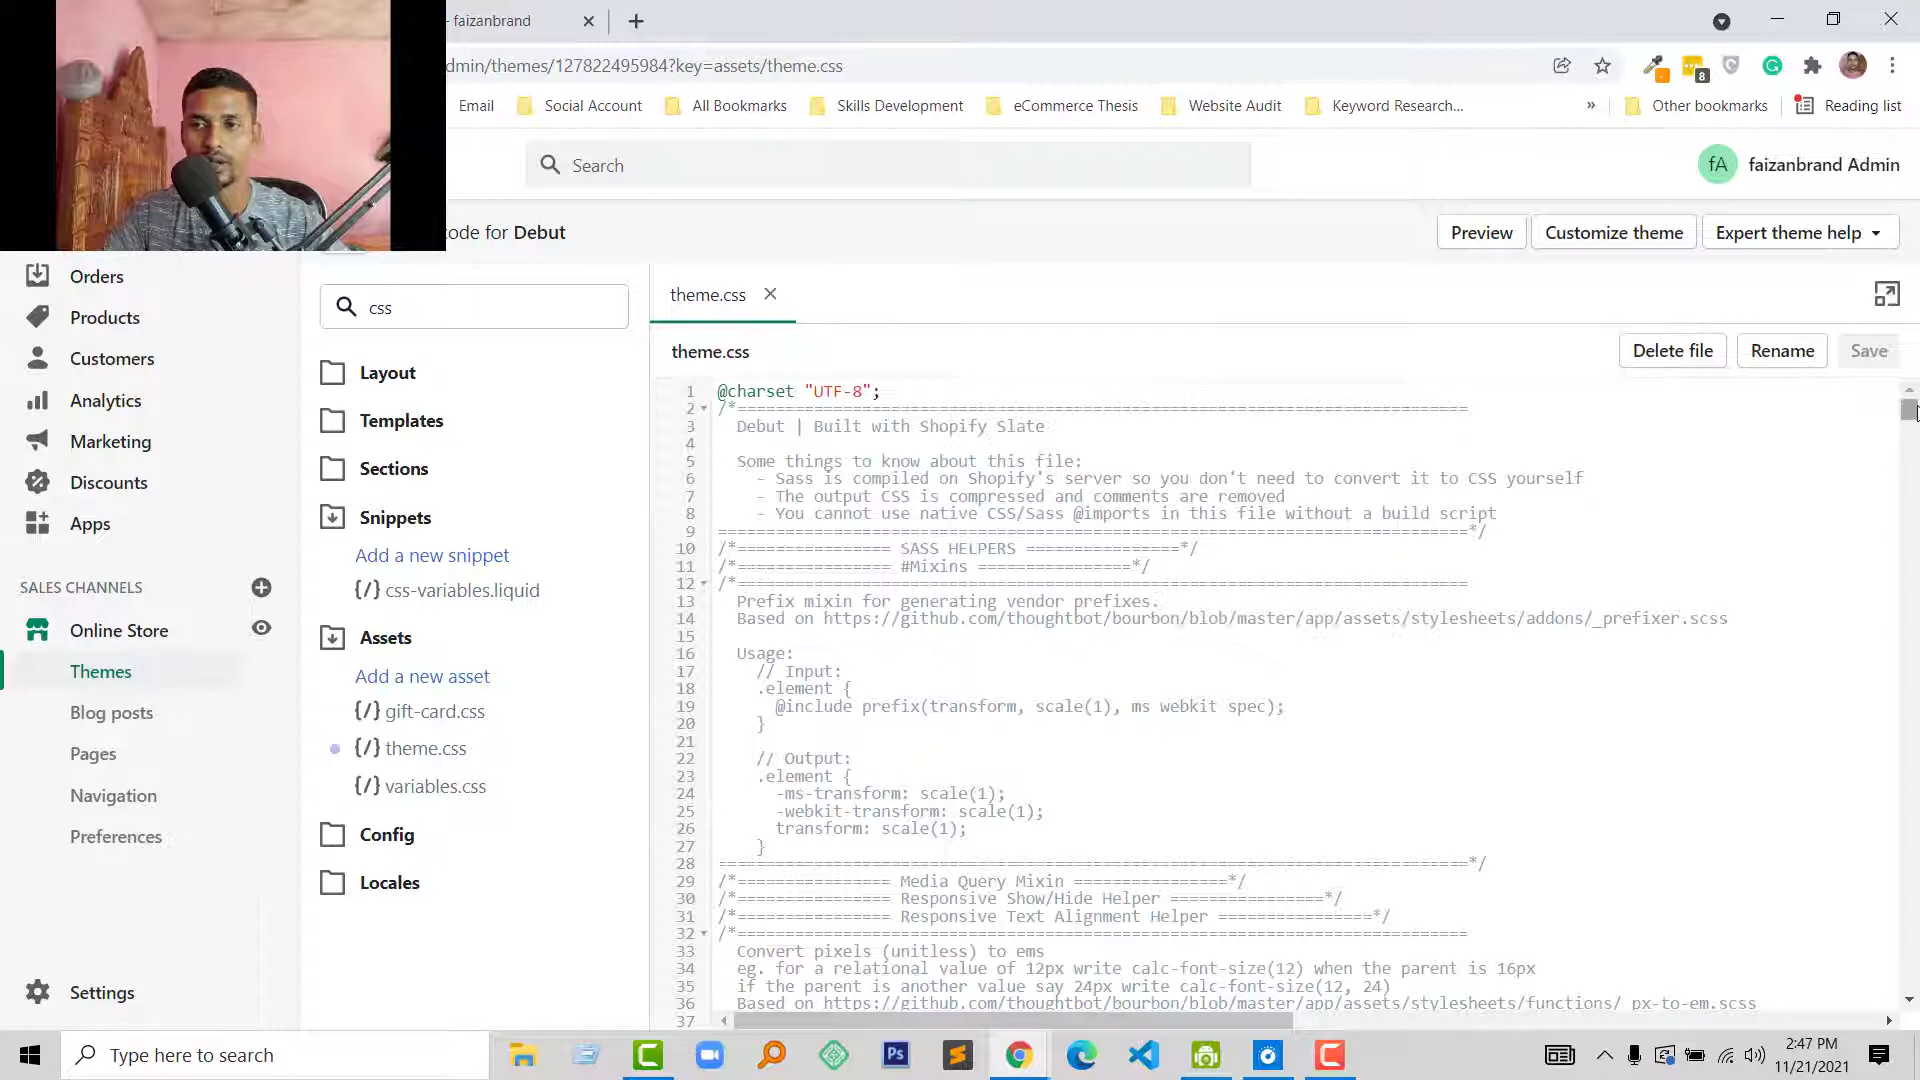 - faizanbrand
dmin/themes/127822495984?key=assets/theme.css
8
Email
Social Account
All Bookmarks
Skills Development
eCommerce Thesis
Website Audit
Keyword Research...
»
Other bookmarks
Reading list
Search
fA
faizanbrand Admin
code for Debut
Preview
Customize theme
Expert theme help
Orders
Products
Customers
Analytics
Marketing
Discounts
Apps
SALES CHANNELS
Online Store
Themes
Blog posts
Pages
Navigation
Preferences
Settings
css
Layout
Templates
Sections
Snippets
Add a new snippet
{/} css-variables.liquid
Assets
Add a new asset
{/} gift-card.css
{/} theme.css
{/} variables.css
Config
Locales
theme.css
theme.css
Delete file
Rename
Save
1 @charset "UTF-8";
2 /*============================================================================
3 Debut | Built with Shopify Slate
4
5 Some things to know about this file:
6 - Sass is compiled on Shopify's server so you don't need to convert it to CSS yourself
7 - The output CSS is compressed and comments are removed
8 - You cannot use native CSS/Sass @imports in this file without a build script
9 ==============================================================================*/
10 /*================ SASS HELPERS ================*/
11 /*================ #Mixins ================*/
12 /*============================================================================
13 Prefix mixin for generating vendor prefixes.
14 Based on https://github.com/thoughtbot/bourbon/blob/master/app/assets/stylesheets/addons/_prefixer.scss
15
16 Usage:
17 // Input:
18 .element {
19 @include prefix(transform, scale(1), ms webkit spec);
20 }
21
22 // Output:
23 .element {
24 -ms-transform: scale(1);
25 -webkit-transform: scale(1);
26 transform: scale(1);
27 }
28 ==============================================================================*/
29 /*================ Media Query Mixin ================*/
30 /*================ Responsive Show/Hide Helper ================*/
31 /*================ Responsive Text Alignment Helper ================*/
32 /*============================================================================
33 Convert pixels (unitless) to ems
34 eg. for a relational value of 12px write calc-font-size(12) when the parent is 16px
35 if the parent is another value say 24px write calc-font-size(12, 24)
36 Based on https://github.com/thoughtbot/bourbon/blob/master/app/assets/stylesheets/functions/_px-to-em.scss
37
Type here to search
Ps
2:47 PM
11/21/2021